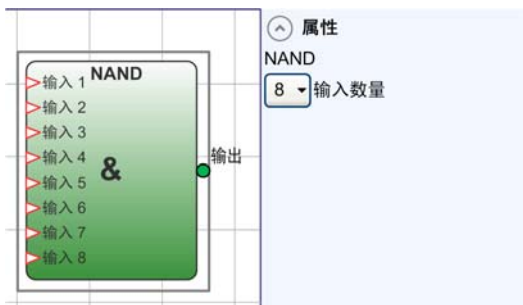 NAND
输入 1
输入 2
输入 3
输入 4
输入 5
输入 6
输入 7
输入 8
&
输出
属性
NAND
8 输入数量